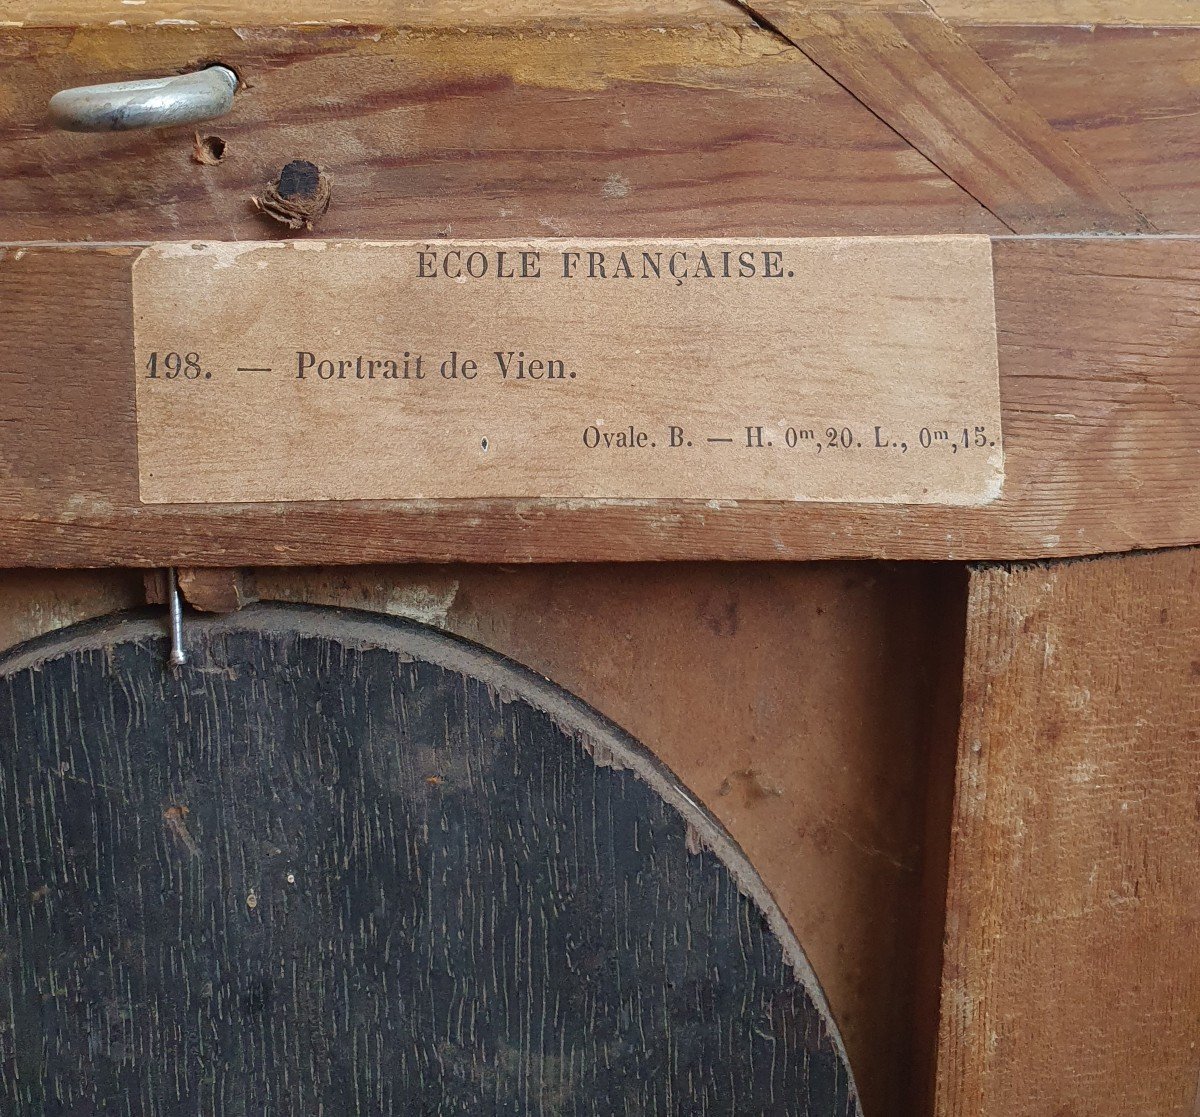 ÉCOLE FRANÇAISE.
198. — Portrait de Vien.
Ovale. B. — H. 0ᵐ,20. L., 0ᵐ,15.